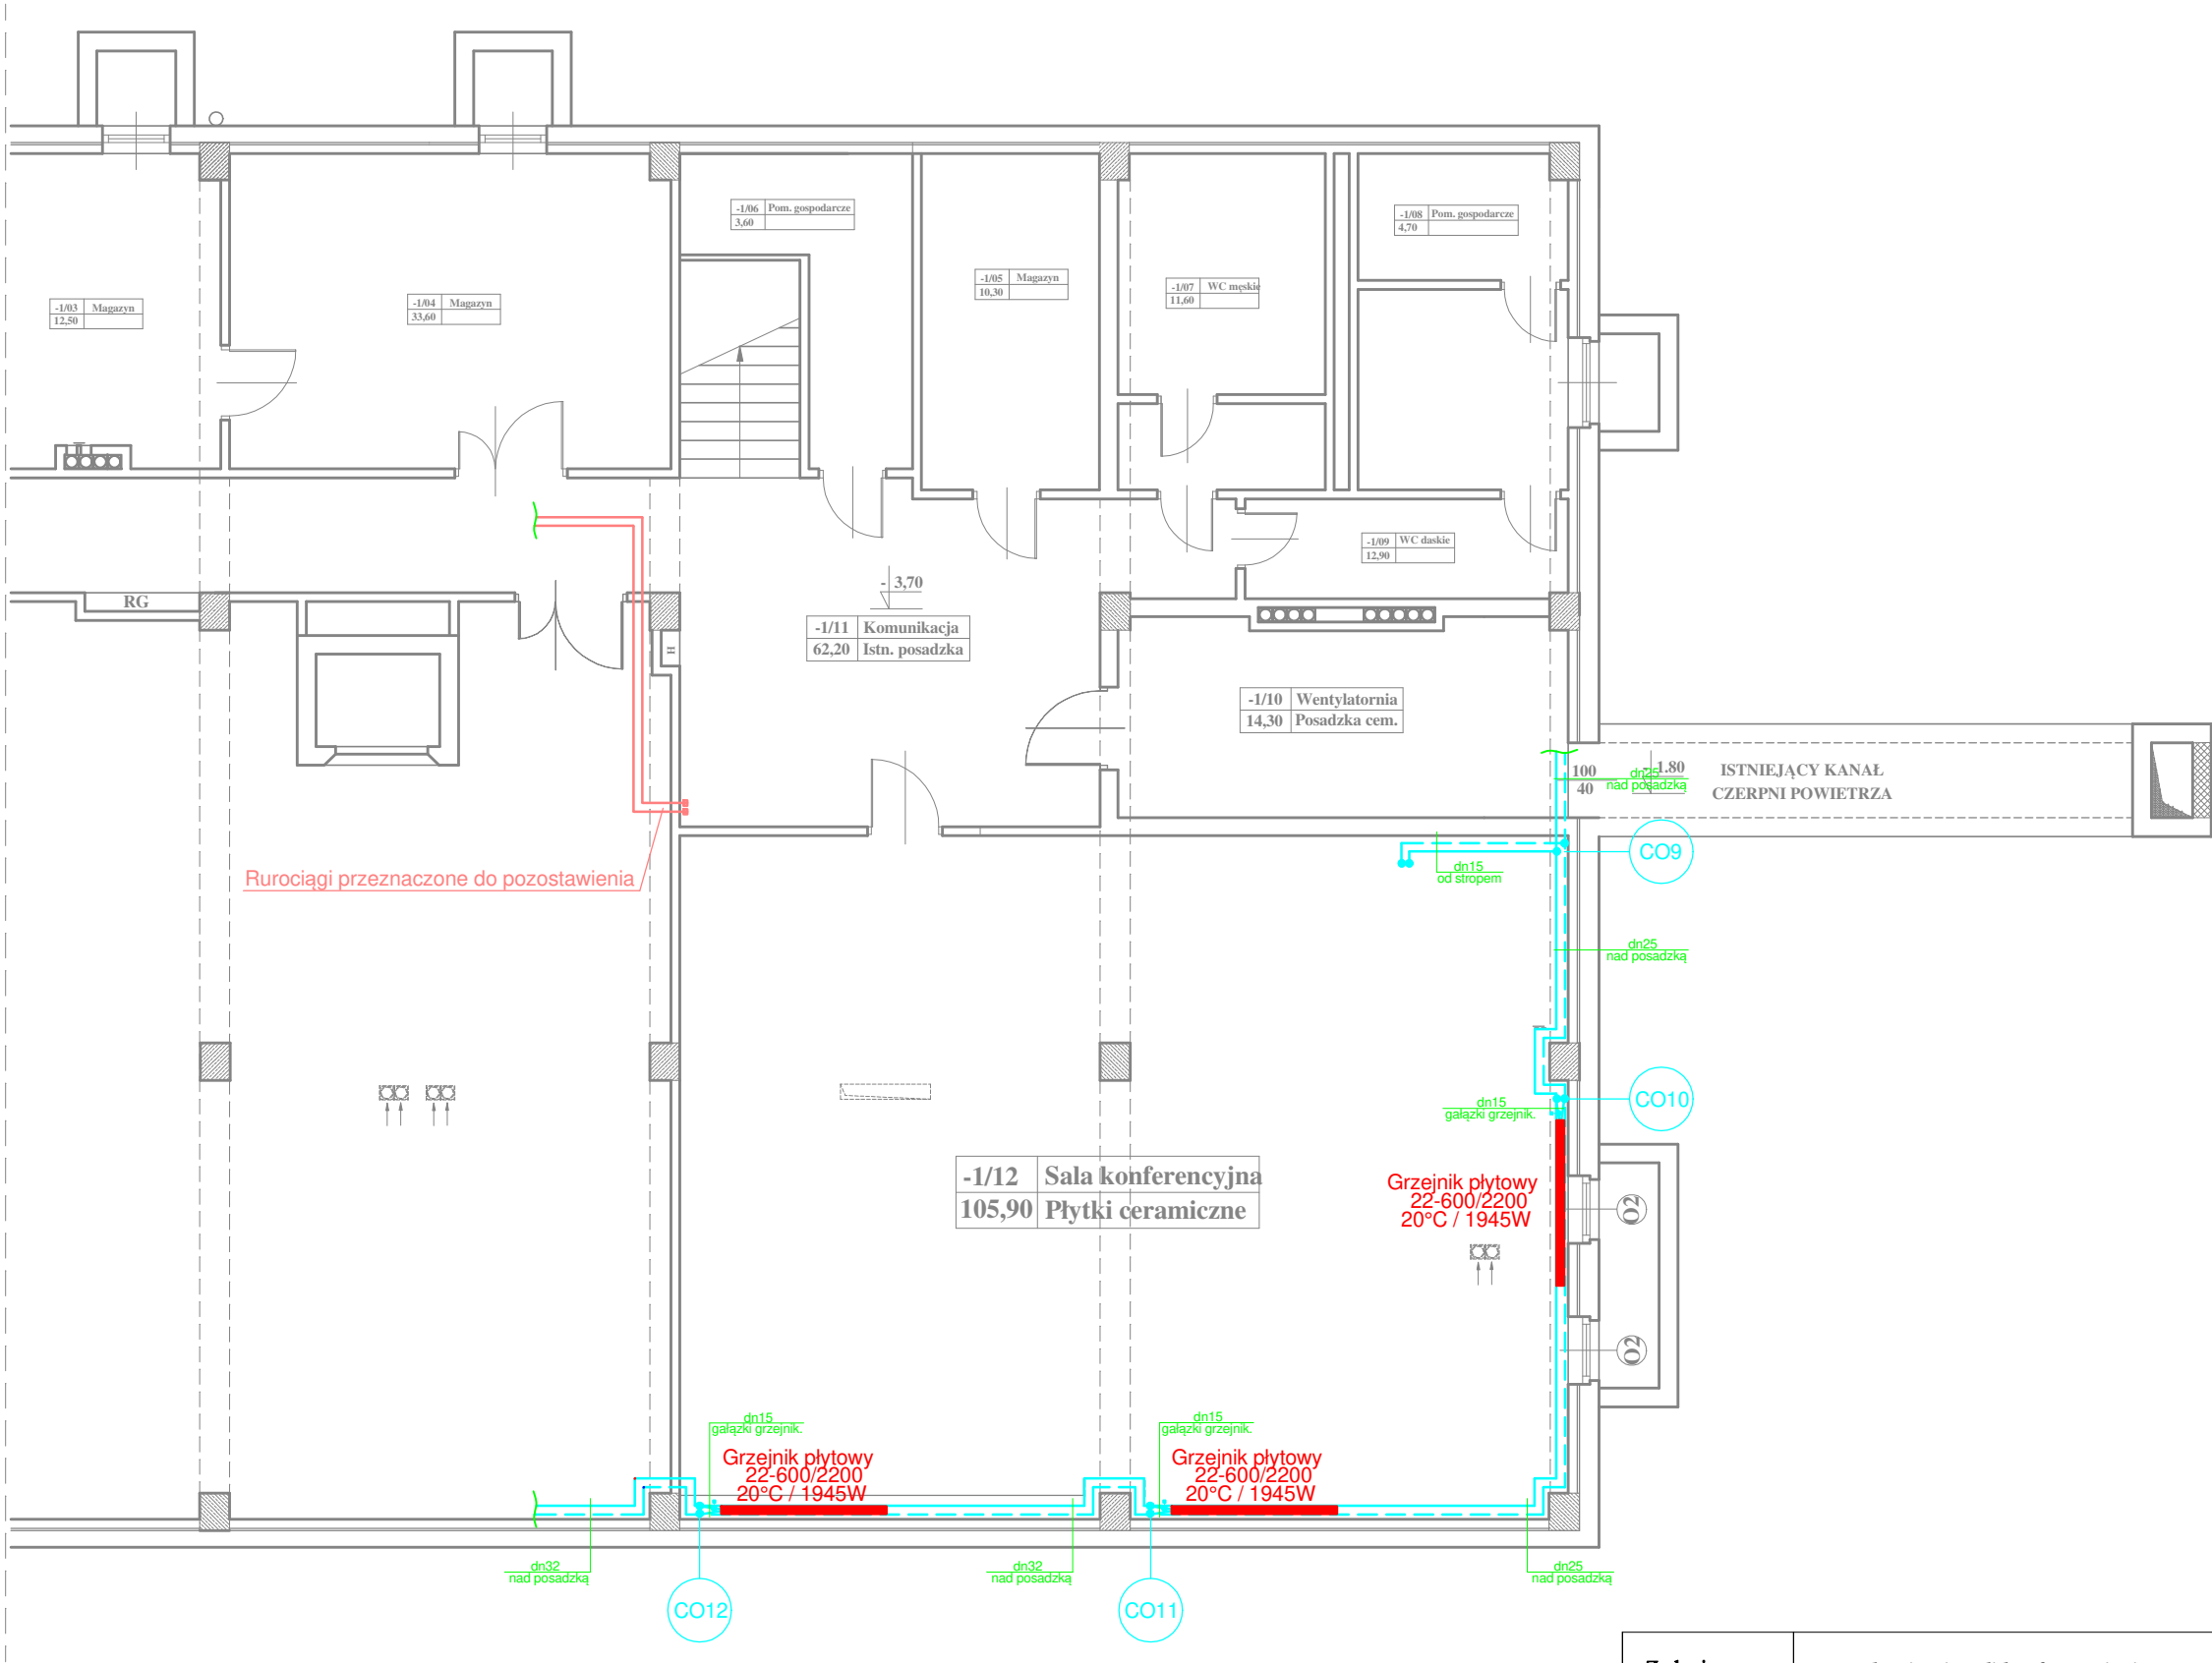 -1/06 Pom. gospodarcze
3,60
-1/08 Pom. gospodarcze
4,70
-1/05 Magazyn
10,30
-1/07 WC męskie
11,60
-1/03 Magazyn
12,50
-1/04 Magazyn
33,60
-1/09 WC daskie
12,90
- 3,70
RG
-1/11 Komunikacja
62,20 Istn. posadzka
H
-1/10 Wentylatornia
14,30 Posadzka cem.
100
40
dn25
nad posadzką
- 1.80
ISTNIEJĄCY KANAŁ
CZERPNI POWIETRZA
CO9
dn15
od stropem
Rurociągi przeznaczone do pozostawienia
dn25
nad posadzką
CO10
dn15
gałązki grzejnik.
-1/12 Sala konferencyjna
105,90 Płytki ceramiczne
Grzejnik płytowy
22-600/2200
20°C / 1945W
O2
O2
dn15
gałązki grzejnik.
Grzejnik płytowy
22-600/2200
20°C / 1945W
dn15
gałązki grzejnik.
Grzejnik płytowy
22-600/2200
20°C / 1945W
dn32
nad posadzką
dn32
nad posadzką
dn25
nad posadzką
CO12
CO11